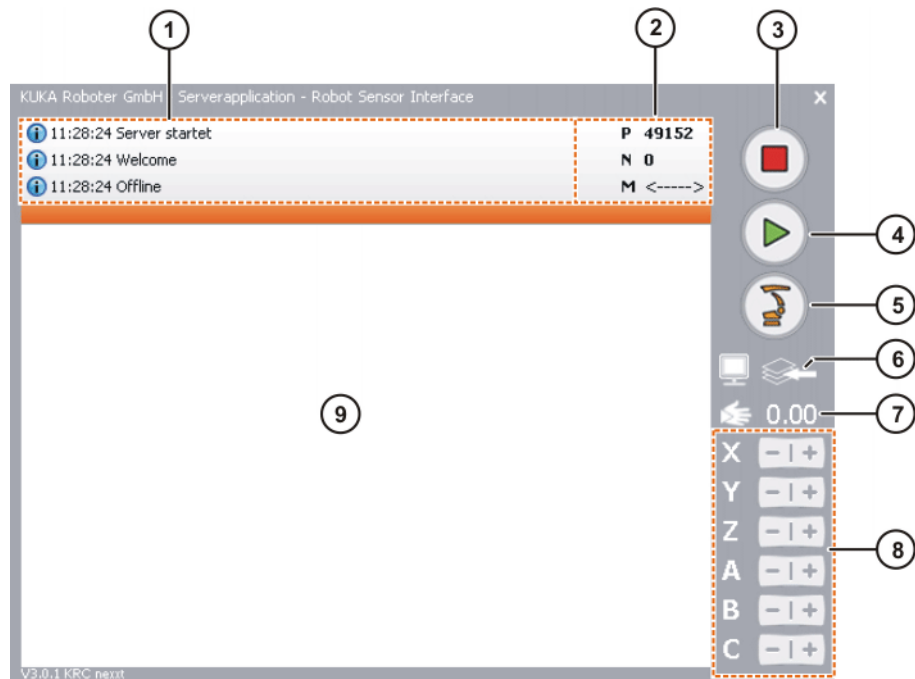 1
2
3
KUKA Roboter GmbH - Serverapplication - Robot Sensor Interface x
11:28:24 Server startet P 49152
11:28:24 Welcome N 0
11:28:24 Offline M <----->
4
5
6
9
0.00 7
X - | +
Y - | +
Z - | +
8
A - | +
B - | +
C - | +
V3.0.1 KRC nexxt